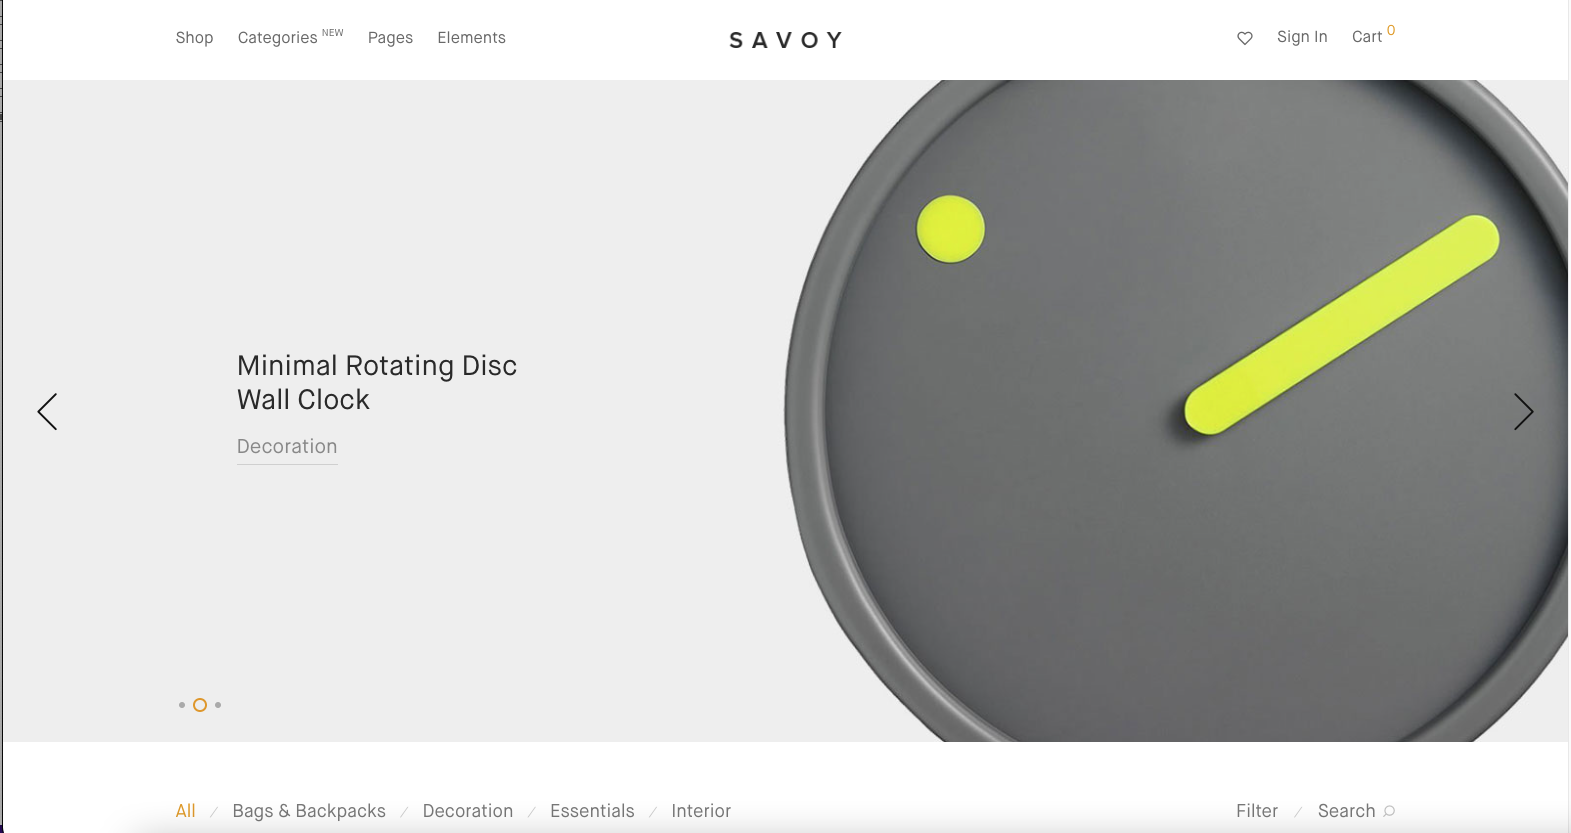 Shop Categories NEW Pages Elements SAVOY Sign In Cart 0
Minimal Rotating Disc
Wall Clock
Decoration
All / Bags & Backpacks / Decoration / Essentials / Interior Filter / Search